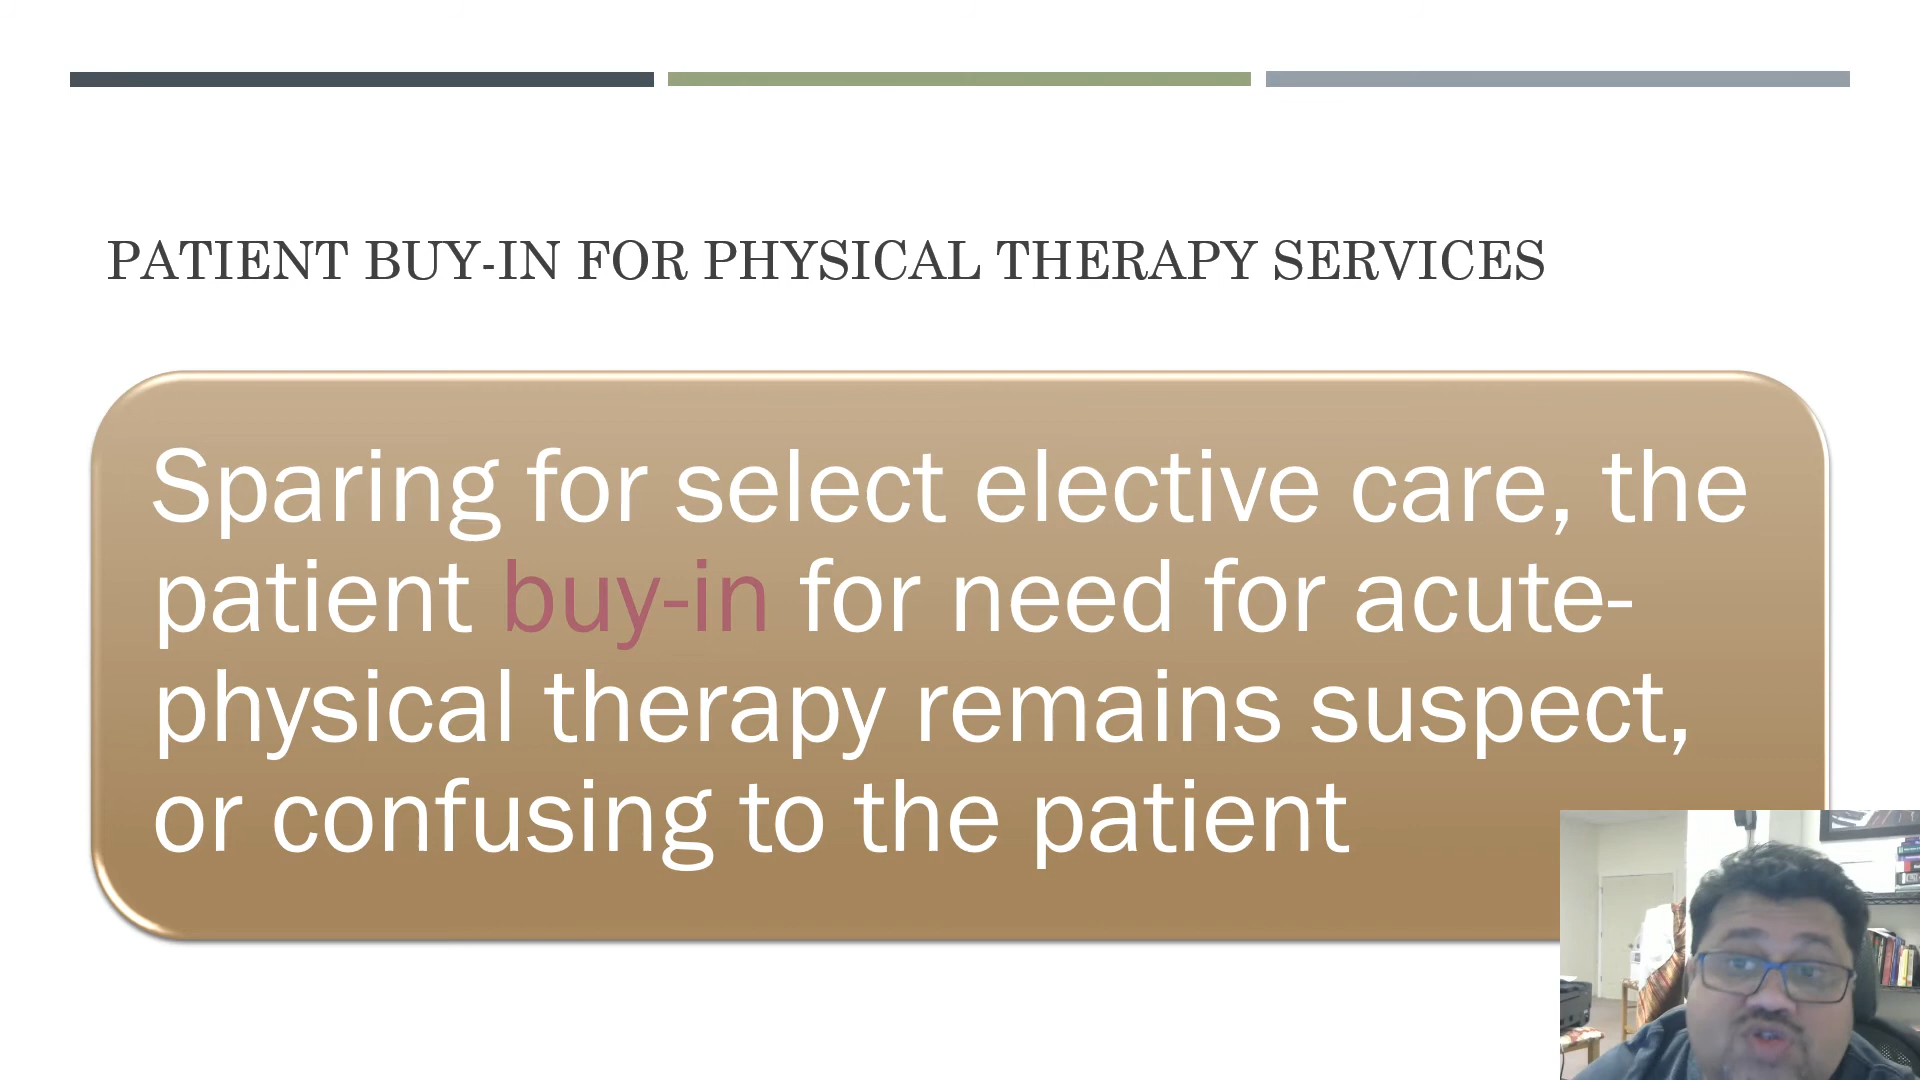 PATIENT BUY-IN FOR PHYSICAL THERAPY SERVICES
Sparing for select elective care, the
patient buy-in for need for acute-
physical therapy remains suspect,
or confusing to the patient